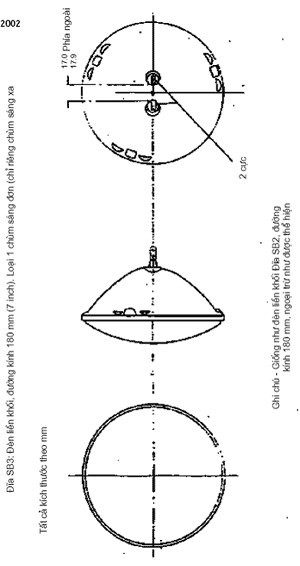 2002
Đĩa SB3: Đèn liền khối, đường kính 180 mm (7 inch), Loại 1 chùm sáng đơn (chỉ riêng chùm sáng xa
Tất cả kích thước theo mm
17.0
17.9
Phía ngoài
2 cực
Ghi chú - Giống như đèn liền khối Đĩa SB2, đường
kính 180 mm, ngoại trừ như được thể hiện